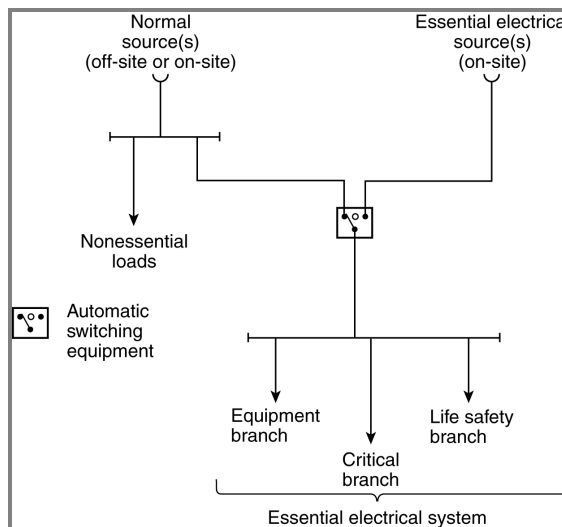 Normal
source(s)
(off-site or on-site)
Essential electrica
source(s)
(on-site)
Nonessential
loads
Automatic
switching
equipment
Equipment
branch
Critical
branch
Life safety
branch
Essential electrical system